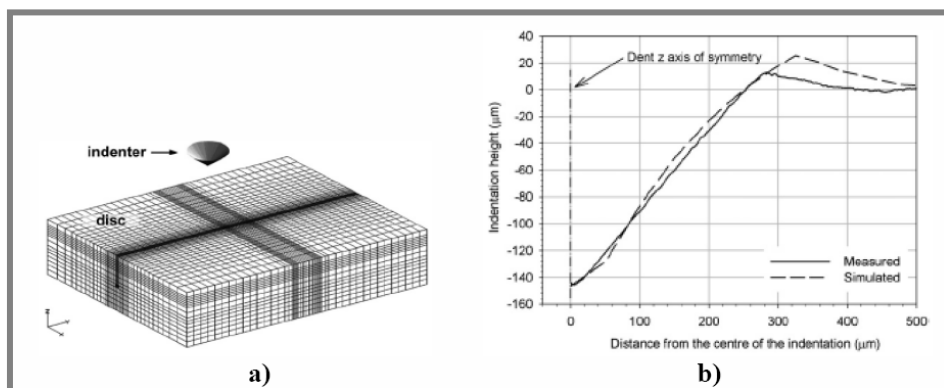 indenter
disc
z
Y
X
a)
40
20
0
-20
-40
-60
-80
-100
-120
-140
-160
Indentation height (μm)
Dent z axis of symmetry
Measured
Simulated
0
100
200
300
400
500
Distance from the centre of the indentation (μm)
b)